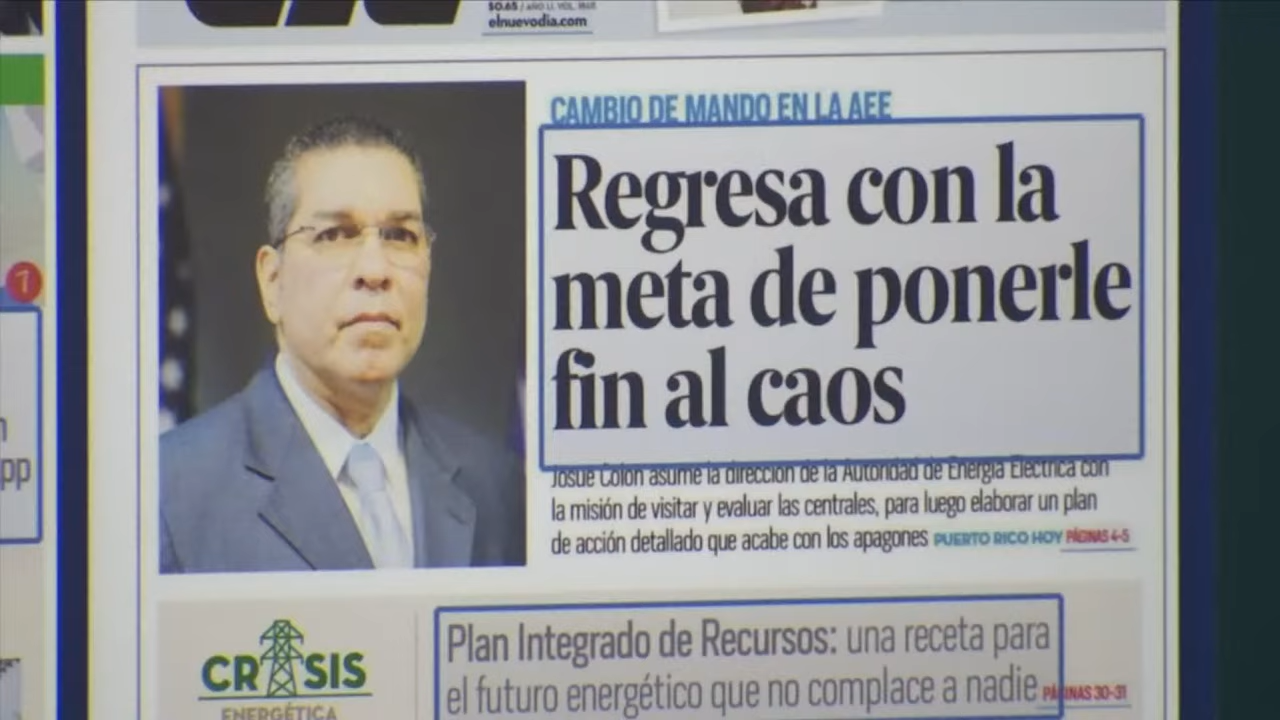 $0.65 / AÑO LI. VOL.
elnuevodia.com
CAMBIO DE MANDO EN LA AEE
Regresa con la
meta de ponerle
fin al caos
Josué Colón asume la dirección de la Autoridad de Energía Eléctrica con
la misión de visitar y evaluar las centrales, para luego elaborar un plan
de acción detallado que acabe con los apagones PUERTO RICO HOY PÁGINAS 4-5
pp
CRISIS
ENERGÉTICA
Plan Integrado de Recursos: una receta para
el futuro energético que no complace a nadie PÁGINAS 30-31